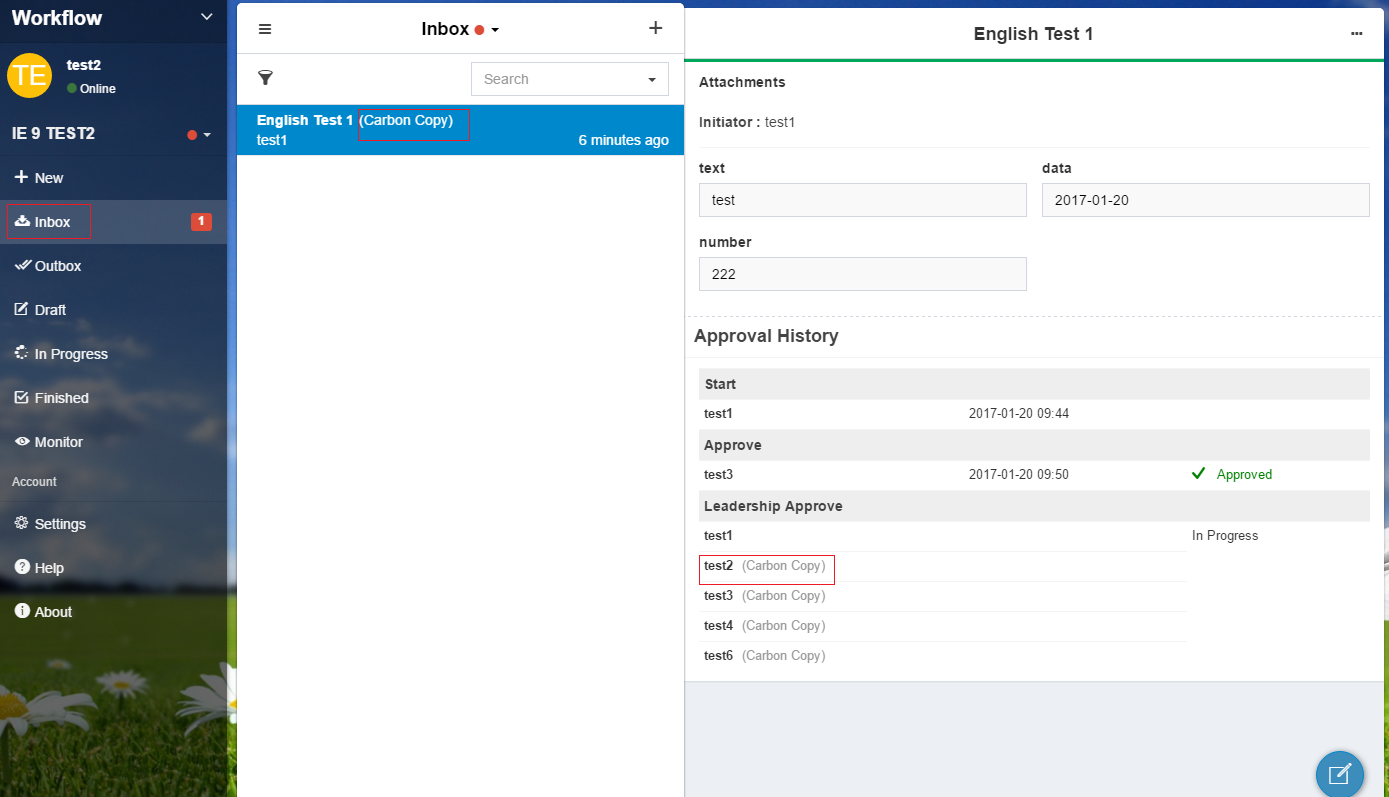 Workflow
TE
test2
Online
IE 9 TEST2
New
Inbox
1
Outbox
Draft
In Progress
Finished
Monitor
Account
Settings
Help
About
Inbox
Search
English Test 1 (Carbon Copy)
test1
6 minutes ago
English Test 1
Attachments
Initiator : test1
text
data
test
2017-01-20
number
222
Approval History
Start
test1 2017-01-20 09:44
Approve
test3 2017-01-20 09:50 Approved
Leadership Approve
test1 In Progress
test2 (Carbon Copy)
test3 (Carbon Copy)
test4 (Carbon Copy)
test6 (Carbon Copy)